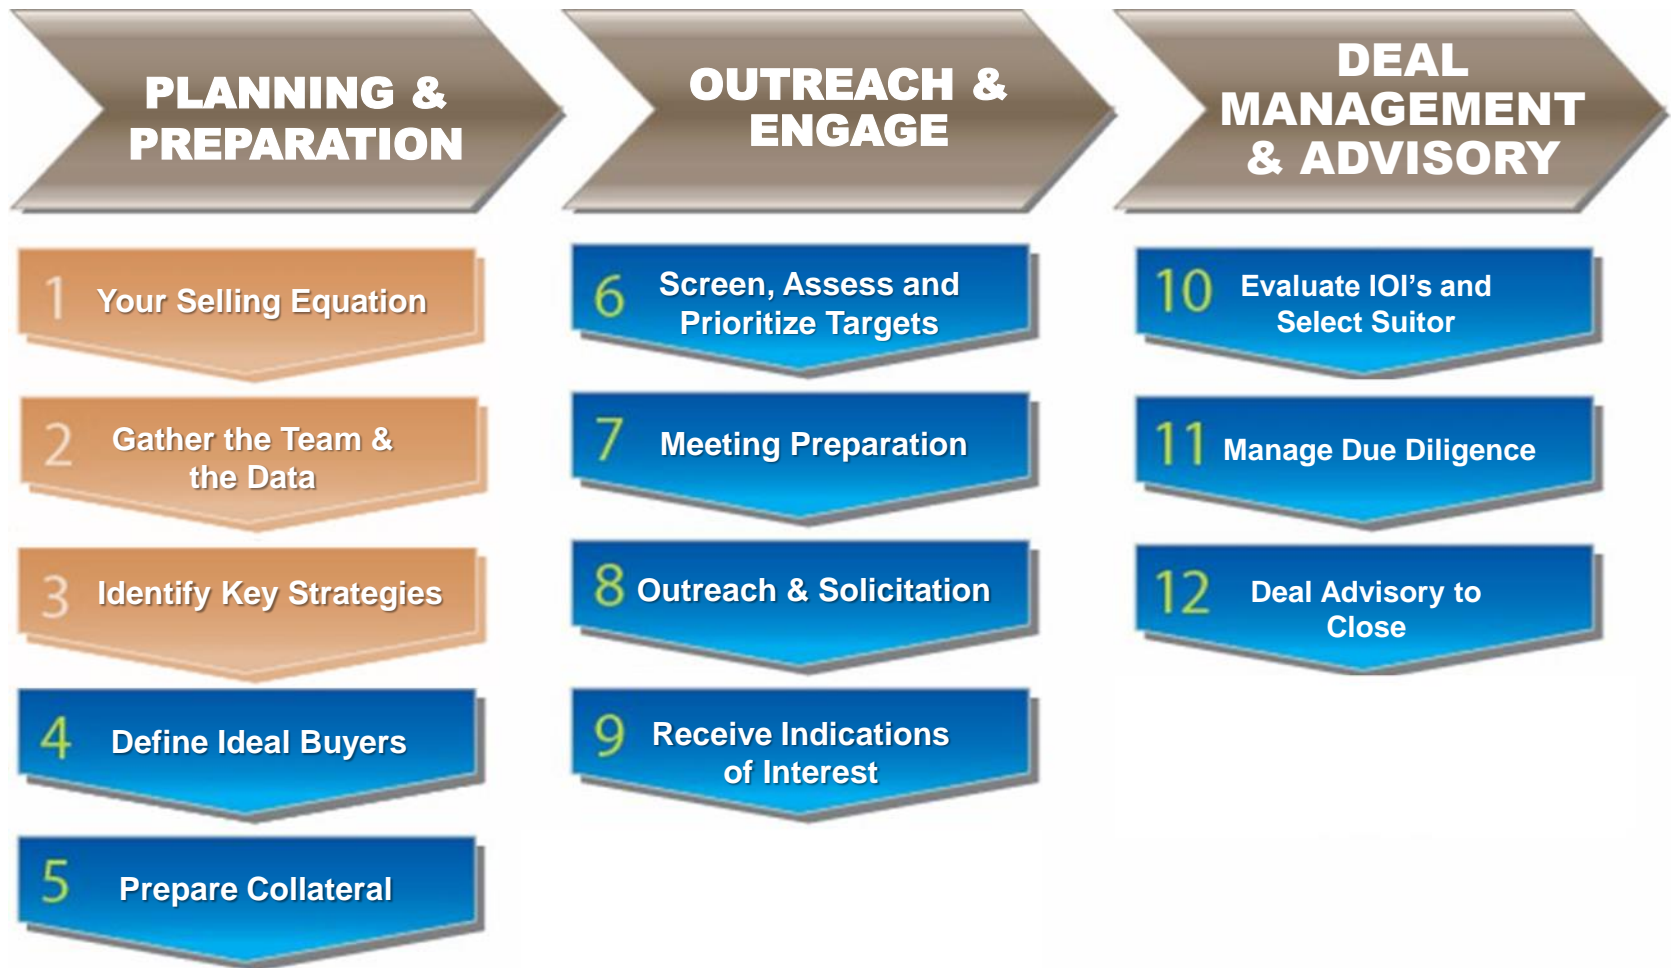 PLANNING &
PREPARATION
1
Your Selling Equation
2
Gather the Team &
the Data
3
Identify Key Strategies
4
Define Ideal Buyers
5
Prepare Collateral
OUTREACH &
ENGAGE
6
Screen, Assess and
Prioritize Targets
7
Meeting Preparation
8
Outreach & Solicitation
9
Receive Indications
of Interest
DEAL
MANAGEMENT
& ADVISORY
10
Evaluate IOI’s and
Select Suitor
11
Manage Due Diligence
12
Deal Advisory to
Close